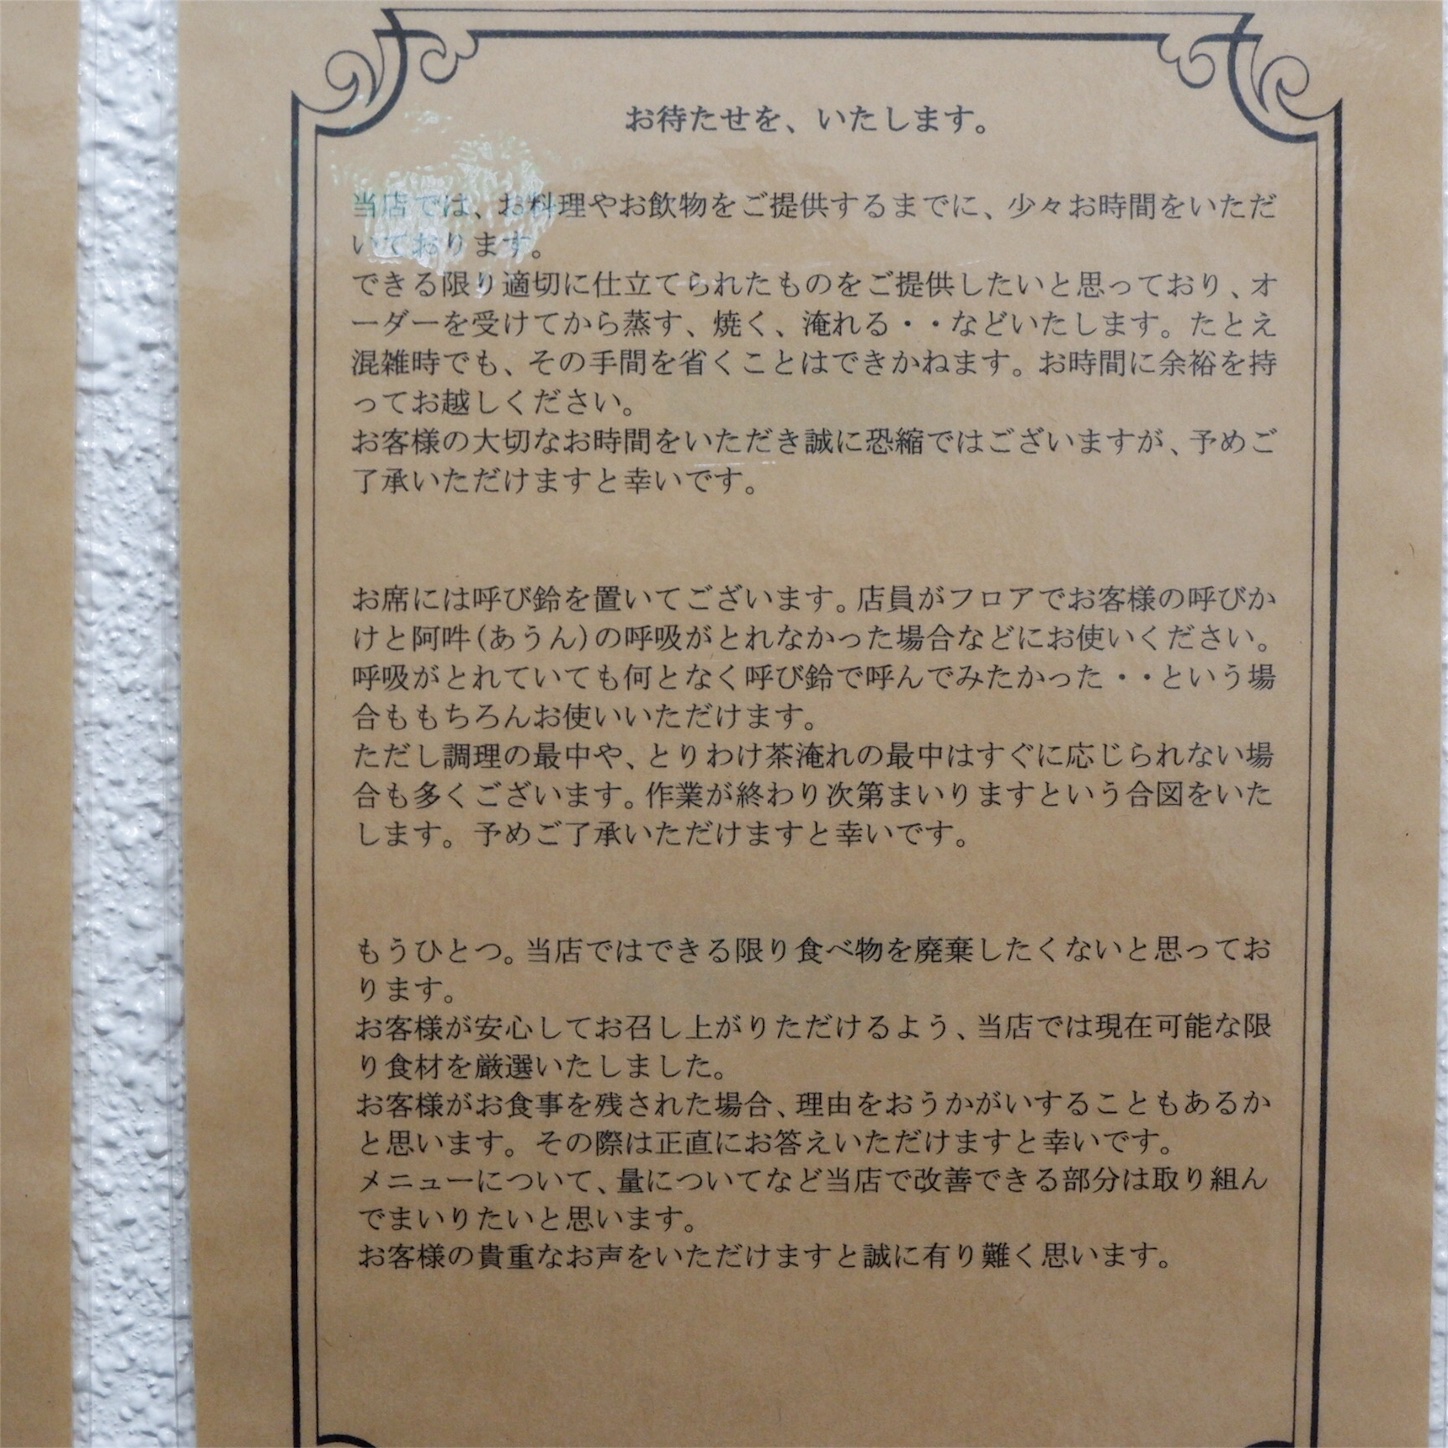 お待たせを、いたします。
当店では、お料理やお飲物をご提供するまでに、少々お時間をいただ
いております。
できる限り適切に仕立てられたものをご提供したいと思っており、オ
ーダーを受けてから蒸す、焼く、淹れる・・などいたします。たとえ
混雑時でも、その手間を省くことはできかねます。お時間に余裕を持
ってお越しください。
お客様の大切なお時間をいただき誠に恐縮ではございますが、予めご
了承いただけますと幸いです。
お席には呼び鈴を置いてございます。店員がフロアでお客様の呼びか
けと阿吽(あうん)の呼吸がとれなかった場合などにお使いください。
呼吸がとれていても何となく呼び鈴で呼んでみたかった・・という場
合ももちろんお使いいただけます。
ただし調理の最中や、とりわけ茶淹れの最中はすぐに応じられない場
合も多くございます。作業が終わり次第まいりますという合図をいた
します。予めご了承いただけますと幸いです。
もうひとつ。当店ではできる限り食べ物を廃棄したくないと思ってお
ります。
お客様が安心してお召し上がりただけるよう、当店では現在可能な限
り食材を厳選いたしました。
お客様がお食事を残された場合、理由をおうかがいすることもあるか
と思います。その際は正直にお答えいただけますと幸いです。
メニューについて、量についてなど当店で改善できる部分は取り組ん
でまいりたいと思います。
お客様の貴重なお声をいただけますと誠に有り難く思います。